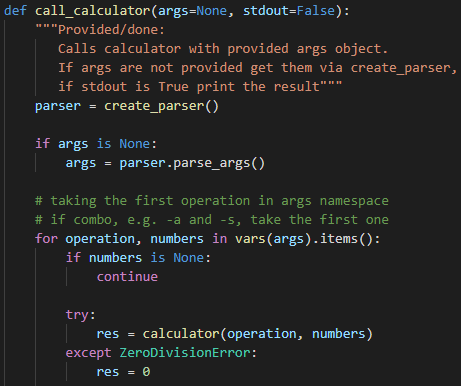 def call_calculator(args=None, stdout=False):
    """Provided/done:
       Calls calculator with provided args object.
       If args are not provided get them via create_parser,
       if stdout is True print the result"""
    parser = create_parser()

    if args is None:
        args = parser.parse_args()

    # taking the first operation in args namespace
    # if combo, e.g. -a and -s, take the first one
    for operation, numbers in vars(args).items():
        if numbers is None:
            continue

        try:
            res = calculator(operation, numbers)
        except ZeroDivisionError:
            res = 0